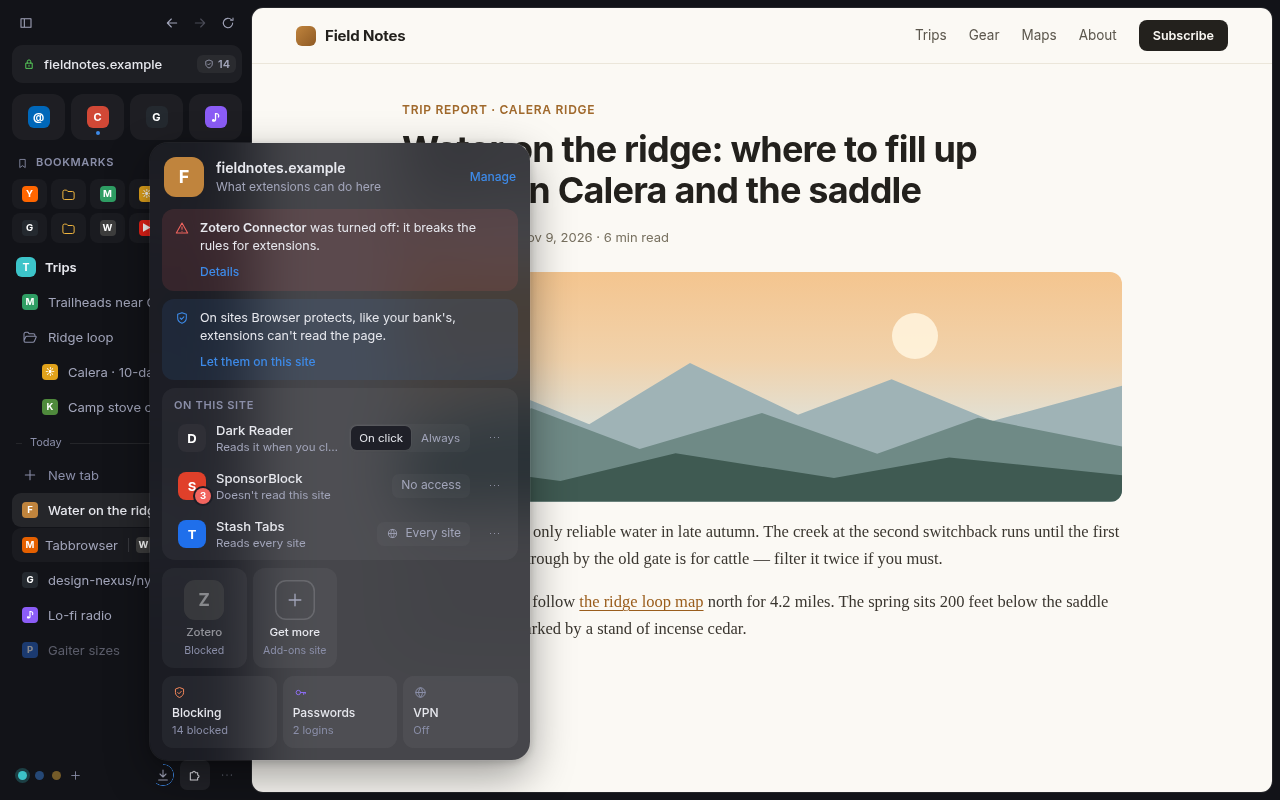 fieldnotes.example
14
@
C
G
BOOKMARKS
Y
M
G
W
T
Trips
M
Trailheads near
Ridge loop
Calera · 10-da
K
Camp stove
Today
New tab
F
Water on the ridg
M
Tabbrowser
W
G
design-nexus/ny
Lo-fi radio
P
Gaiter sizes
F
fieldnotes.example
What extensions can do here
Manage
Zotero Connector was turned off: it breaks the
rules for extensions.
Details
On sites Browser protects, like your bank's,
extensions can't read the page.
Let them on this site
ON THIS SITE
D
Dark Reader
Reads it when you cl...
On click
Always
S
3
SponsorBlock
Doesn't read this site
No access
T
Stash Tabs
Reads every site
Every site
Z
Zotero
Blocked
Get more
Add-ons site
Blocking
14 blocked
Passwords
2 logins
VPN
Off
Field Notes
Trips
Gear
Maps
About
Subscribe
TRIP REPORT · CALERA RIDGE
Water on the ridge: where to fill up
n Calera and the saddle
ov 9, 2026 · 6 min read
only reliable water in late autumn. The creek at the second switchback runs until the first
rough by the old gate is for cattle — filter it twice if you must.
follow the ridge loop map north for 4.2 miles. The spring sits 200 feet below the saddle
rked by a stand of incense cedar.